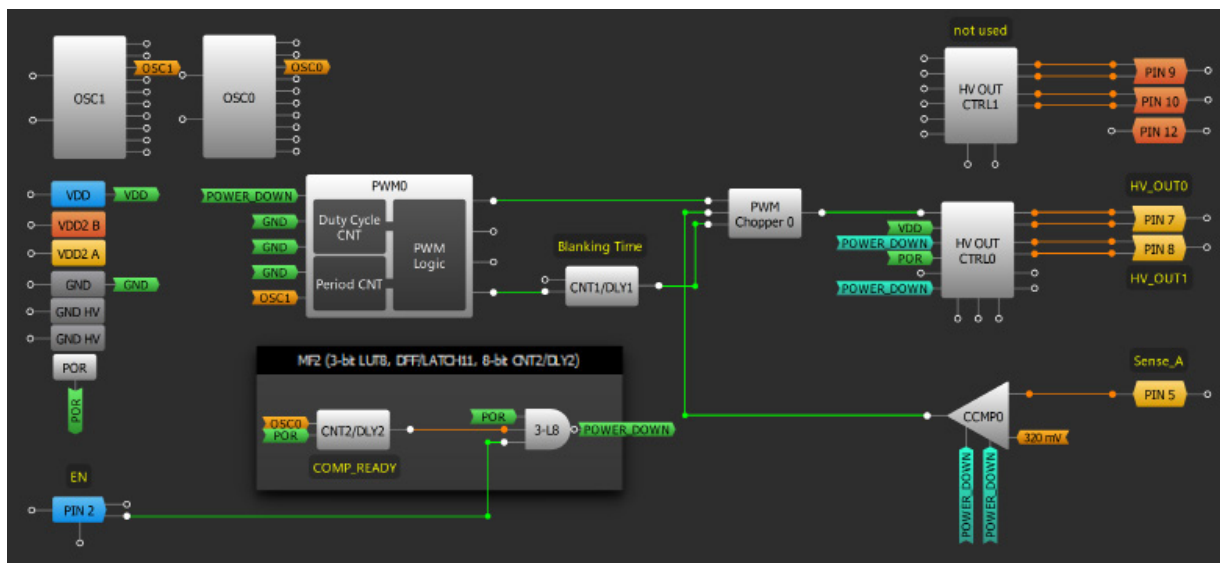 not used
OSC1
OSC1
OSC0
OSC0
HV OUT
CTRL1
PIN 9
PIN 10
PIN 12
VDD
VDD
VDD2 B
VDD2 A
GND
GND
GND HV
GND HV
POR
POR
POWER_DOWN
GND
GND
GND
OSC1
PWM0
Duty Cycle
CNT
Period CNT
PWM
Logic
Blanking Time
CNT1/DLY1
PWM
Chopper 0
VDD
POWER_DOWN
POR
POWER_DOWN
HV OUT
CTRL0
HV_OUT0
PIN 7
PIN 8
HV_OUT1
MF2 (3-bit LUT8, DFF/LATCH11, 8-bit CNT2/DLY2)
OSC0
POR
CNT2/DLY2
COMP_READY
POR
3-L8
POWER_DOWN
Sense_A
PIN 5
CCMP0
320 mV
POWER_DOWN
POWER_DOWN
EN
PIN 2